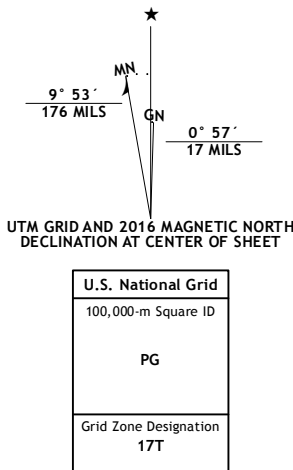 ★
MN
GN
9° 53´
176 MILS
0° 57´
17 MILS
UTM GRID AND 2016 MAGNETIC NORTH
DECLINATION AT CENTER OF SHEET
U.S. National Grid
100,000-m Square ID
PG
Grid Zone Designation
17T